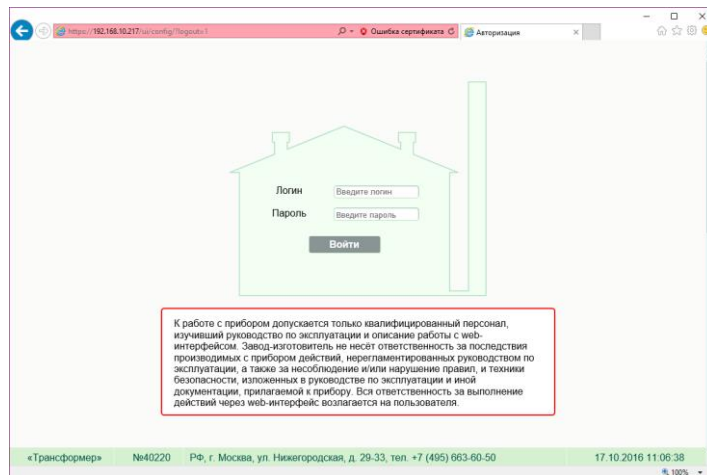 https://192.168.10.217/ui/config/?logout=1
Ошибка сертификата
Авторизация
Логин
Введите логин
Пароль
Введите пароль
Войти
К работе с прибором допускается только квалифицированный персонал,
изучивший руководство по эксплуатации и описание работы с web-
интерфейсом. Завод-изготовитель не несёт ответственность за последствия
производимых с прибором действий, нерегламентированных руководством по
эксплуатации, а также за несоблюдение и/или нарушение правил, и техники
безопасности, изложенных в руководстве по эксплуатации и иной
документации, прилагаемой к прибору. Вся ответственность за выполнение
действий через web-интерфейс возлагается на пользователя.
«Трансформер» №40220 РФ, г. Москва, ул. Нижегородская, д. 29-33, тел. +7 (495) 663-60-50 17.10.2016 11:06:38
100%